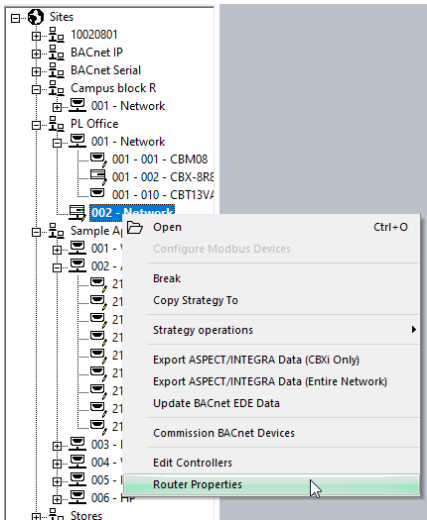 Sites
10020801
BACnet IP
BACnet Serial
Campus block R
001 - Network
PL Office
001 - Network
001 - 001 - CBM08
001 - 002 - CBX-8R8
001 - 010 - CBT13VA
002 - Network
Sample Ap
Open Ctrl+O
001 -
Configure Modbus Devices
002 - A
21
Break
21
Copy Strategy To
21
Strategy operations
21
21
Export ASPECT/INTEGRA Data (CBXi Only)
21
Export ASPECT/INTEGRA Data (Entire Network)
21
Update BACnet EDE Data
21
Commission BACnet Devices
003 -
004 -
Edit Controllers
005 -
Router Properties
006 - HP
Stores